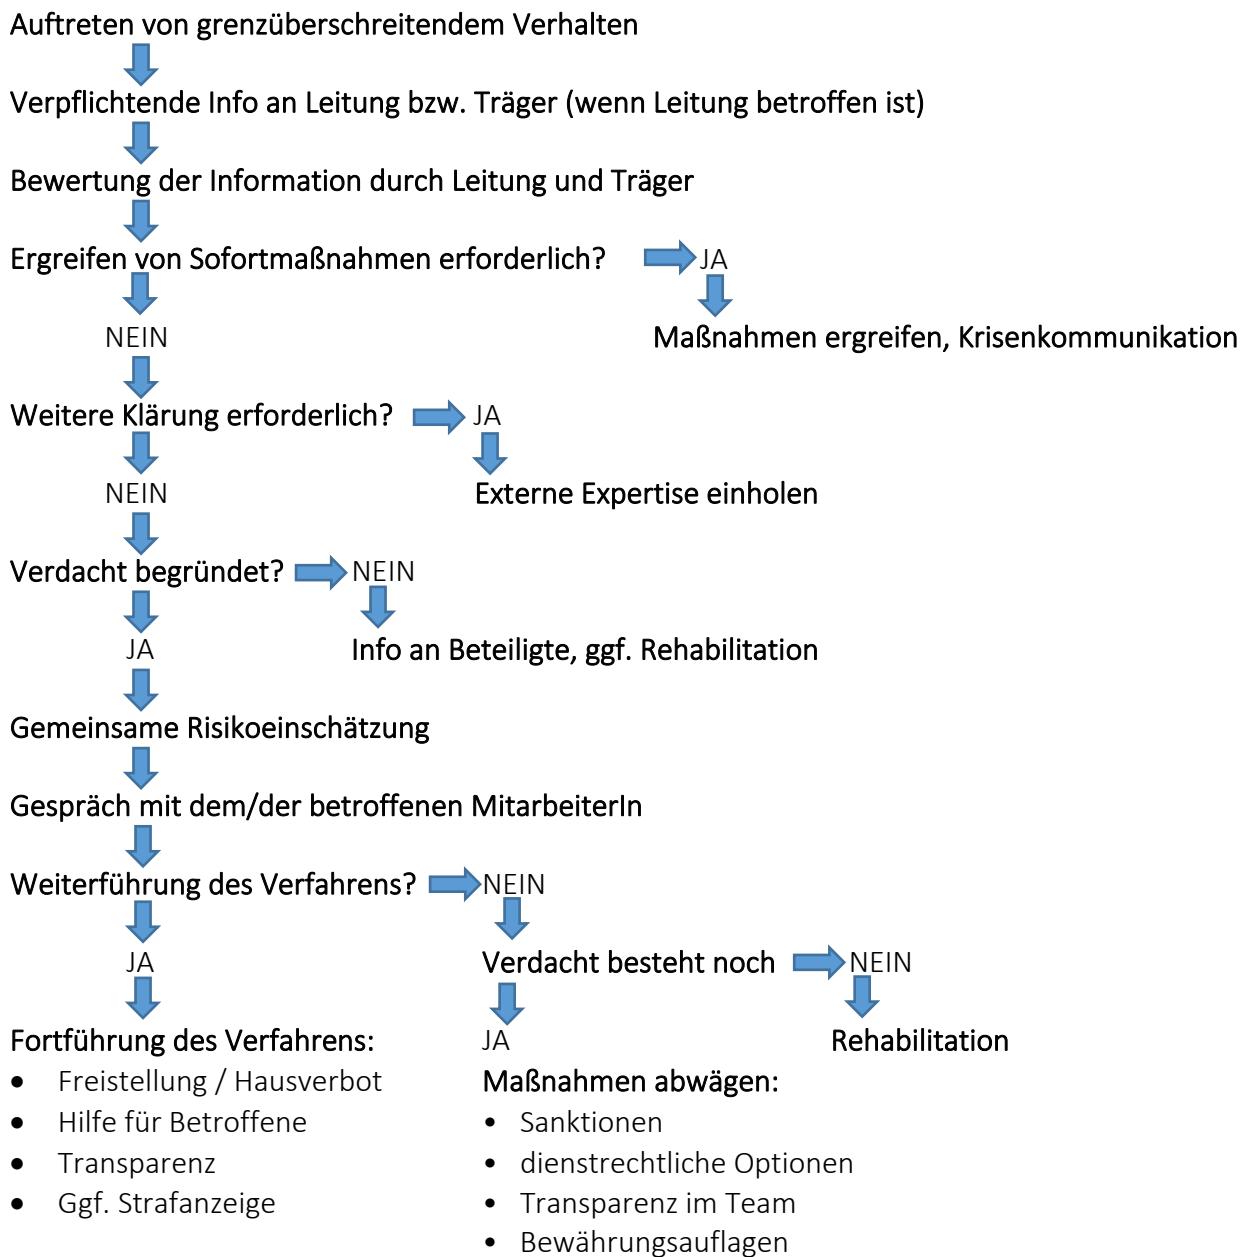 Auftreten von grenzüberschreitendem Verhalten
Verpflichtende Info an Leitung bzw. Träger (wenn Leitung betroffen ist)
Bewertung der Information durch Leitung und Träger
Ergreifen von Sofortmaßnahmen erforderlich? JA
NEIN Maßnahmen ergreifen, Krisenkommunikation
Weitere Klärung erforderlich? JA
NEIN Externe Expertise einholen
Verdacht begründet? NEIN
JA Info an Beteiligte, ggf. Rehabilitation
Gemeinsame Risikoeinschätzung
Gespräch mit dem/der betroffenen MitarbeiterIn
Weiterführung des Verfahrens? NEIN
JA Verdacht besteht noch NEIN
Fortführung des Verfahrens: JA Rehabilitation
• Freistellung / Hausverbot Maßnahmen abwägen:
• Hilfe für Betroffene • Sanktionen
• Transparenz • dienstrechtliche Optionen
• Ggf. Strafanzeige • Transparenz im Team
• Bewährungsauflagen